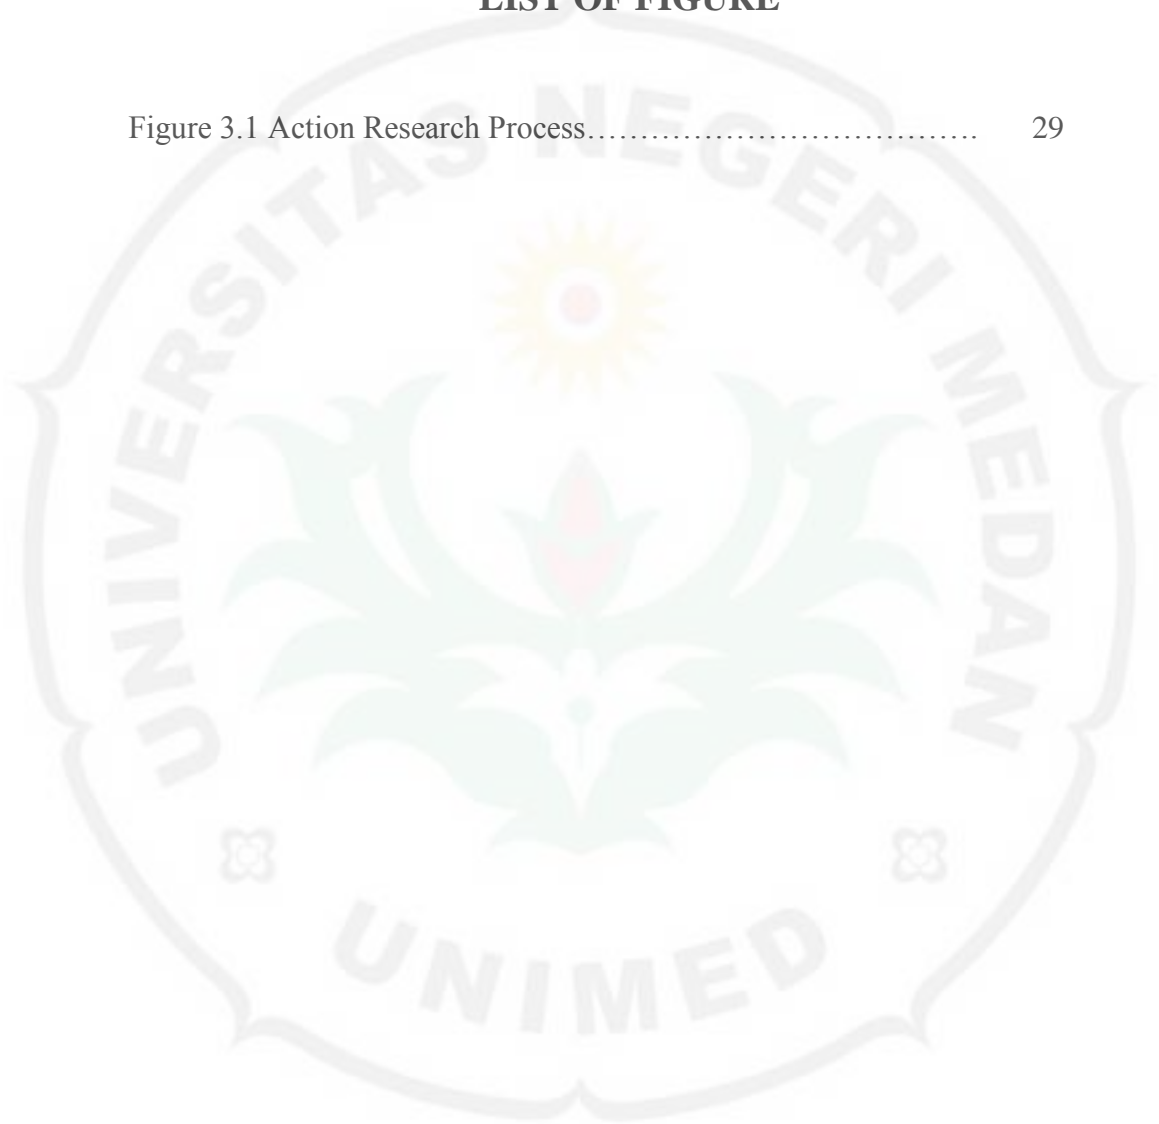 LIST OF FIGURE
Figure 3.1 Action Research Process………………………………. 29
UNIVERSITAS NEGERI MEDAN
UNIMED